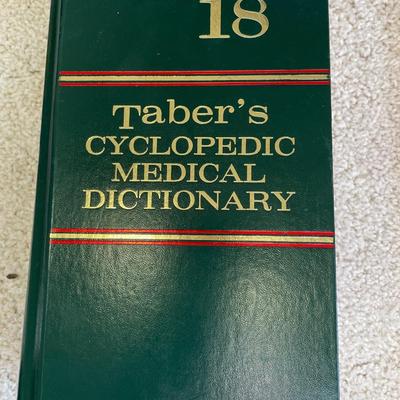 18
Taber's
CYCLOPEDIC
MEDICAL
DICTIONARY